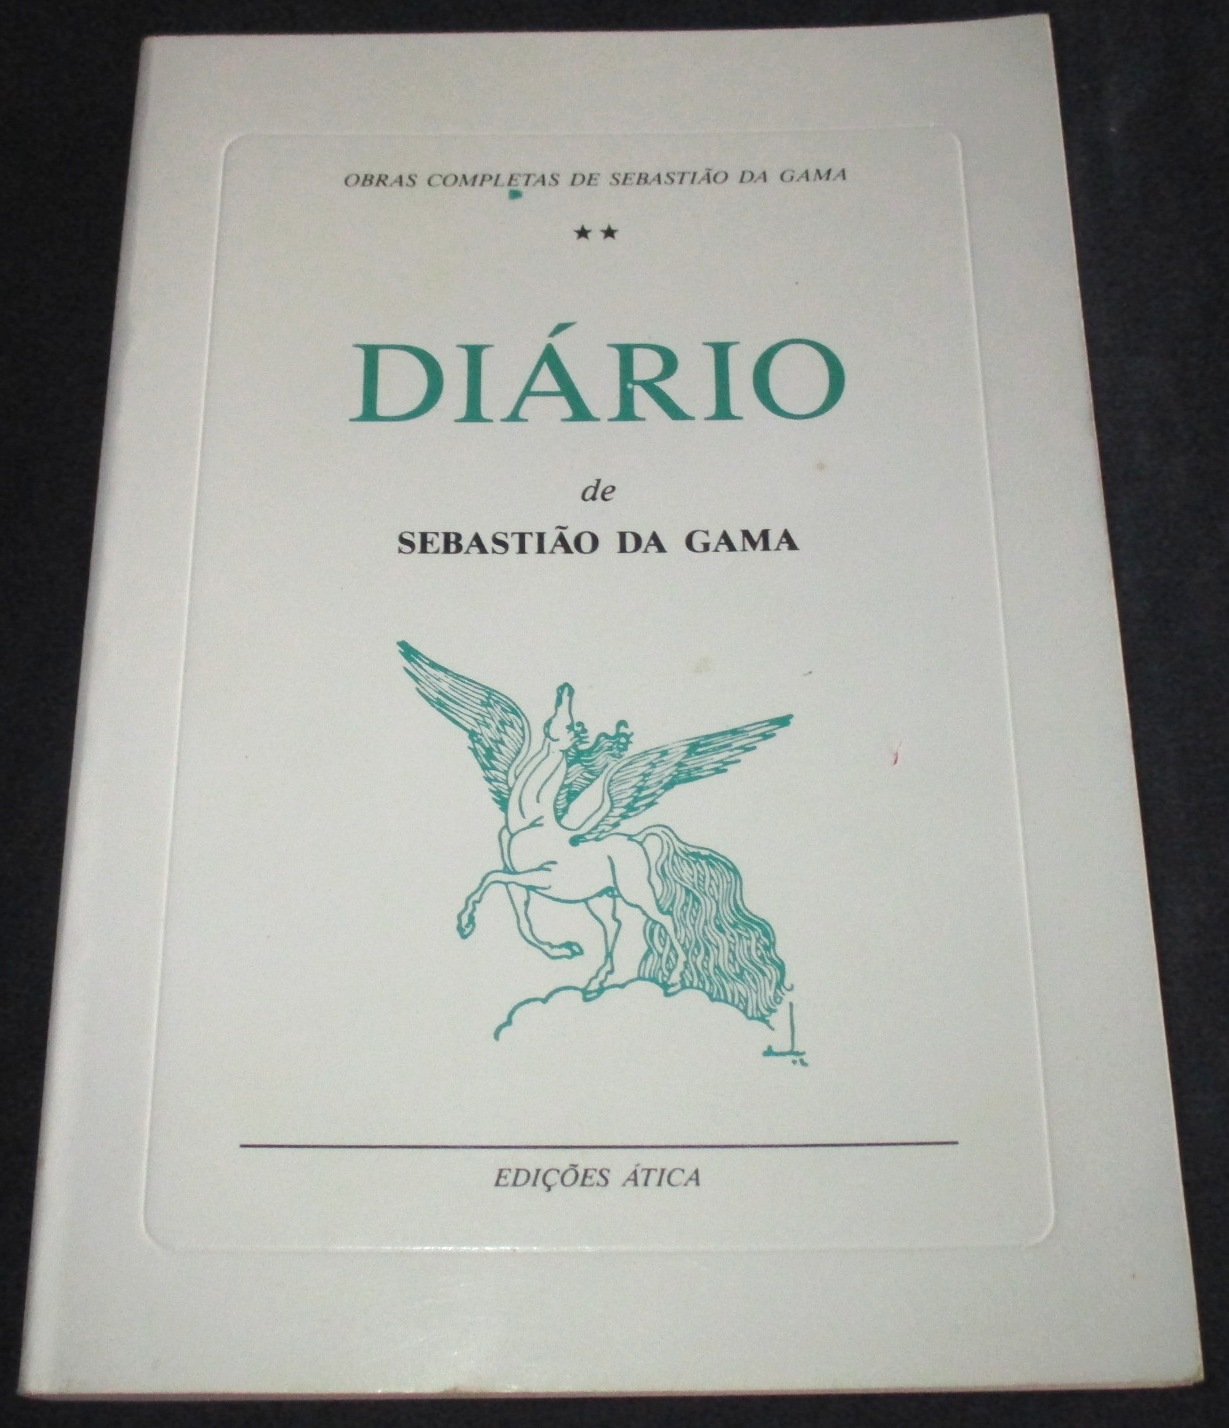 OBRAS COMPLETAS DE SEBASTIÃO DA GAMA
★★
DIÁRIO
de
SEBASTIÃO DA GAMA
EDIÇÕES ÁTICA